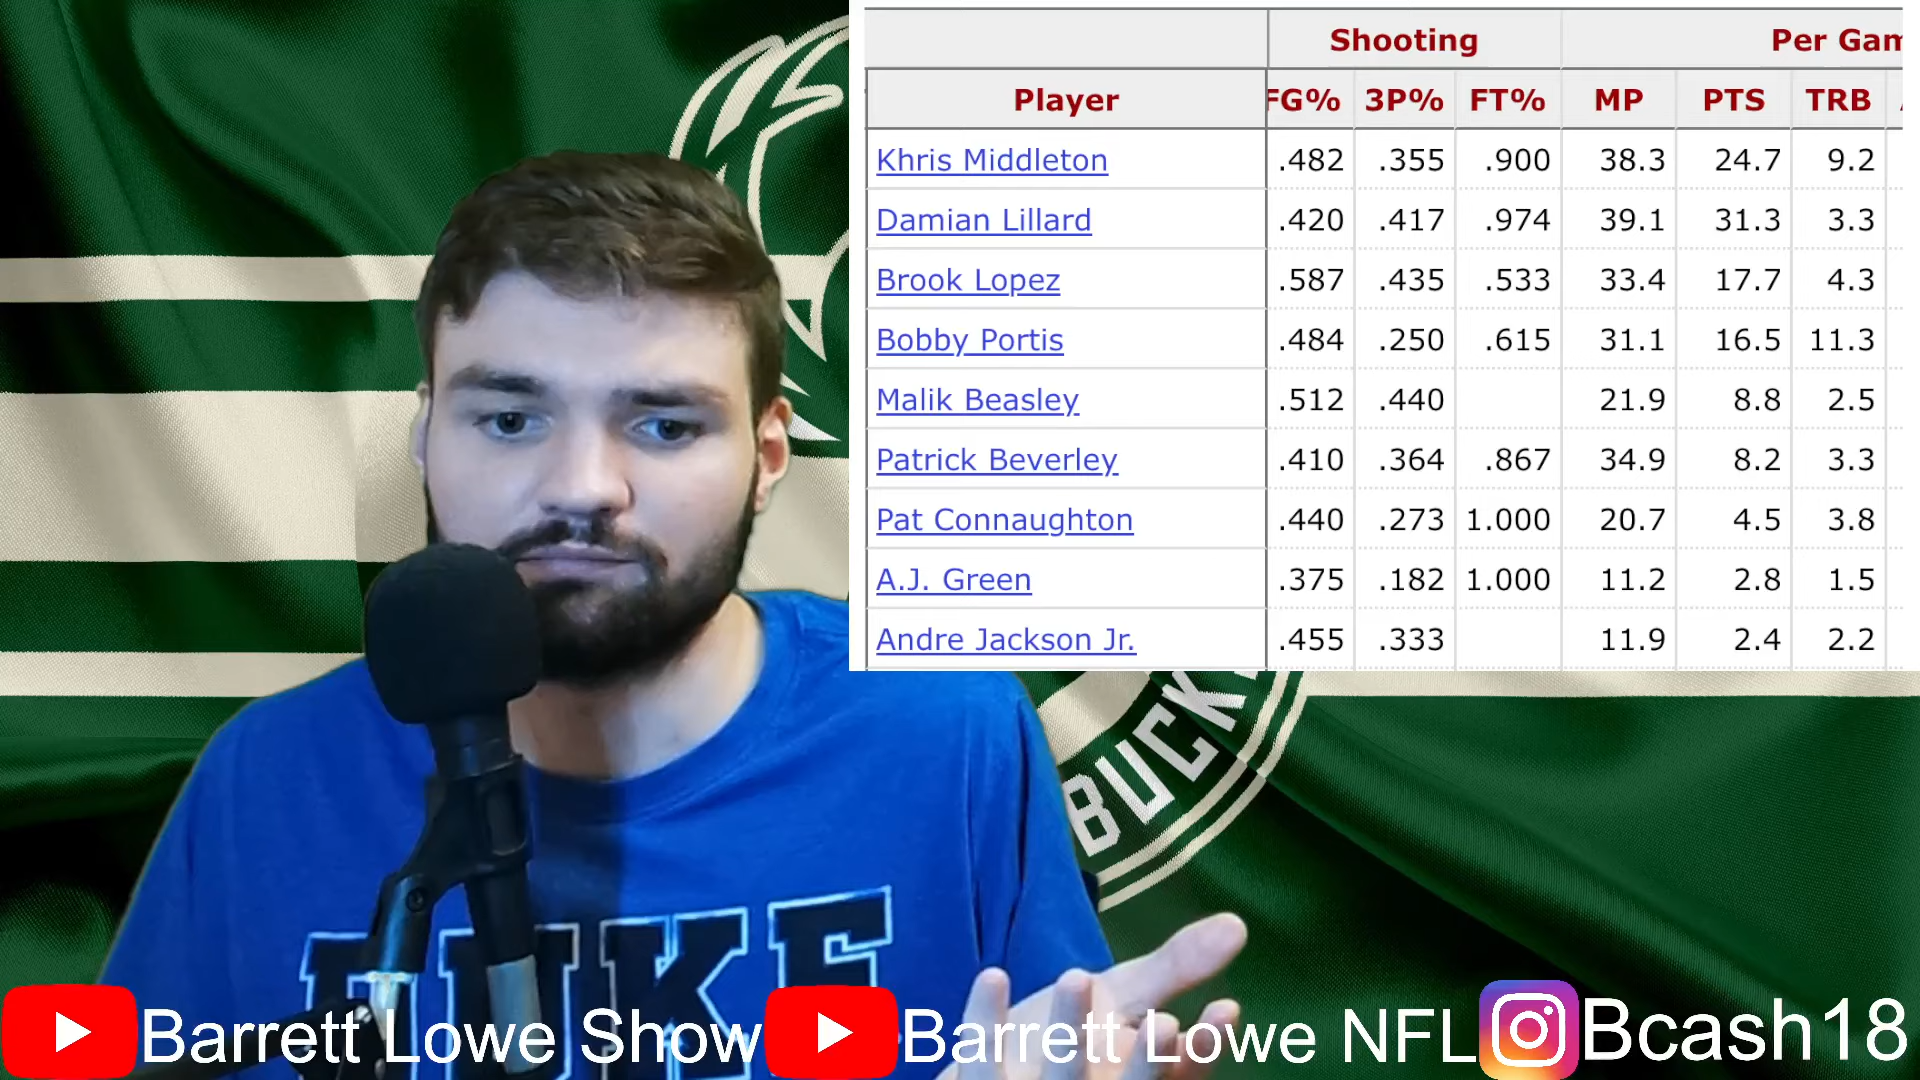 Shooting Per Gam
Player FG% 3P% FT% MP PTS TRB
Khris Middleton .482 .355 .900 38.3 24.7 9.2
Damian Lillard .420 .417 .974 39.1 31.3 3.3
Brook Lopez .587 .435 .533 33.4 17.7 4.3
Bobby Portis .484 .250 .615 31.1 16.5 11.3
Malik Beasley .512 .440 21.9 8.8 2.5
Patrick Beverley .410 .364 .867 34.9 8.2 3.3
Pat Connaughton .440 .273 1.000 20.7 4.5 3.8
A.J. Green .375 .182 1.000 11.2 2.8 1.5
Andre Jackson Jr. .455 .333 11.9 2.4 2.2
BUCK
DUKE
Barrett Lowe Show Barrett Lowe NFL Bcash18